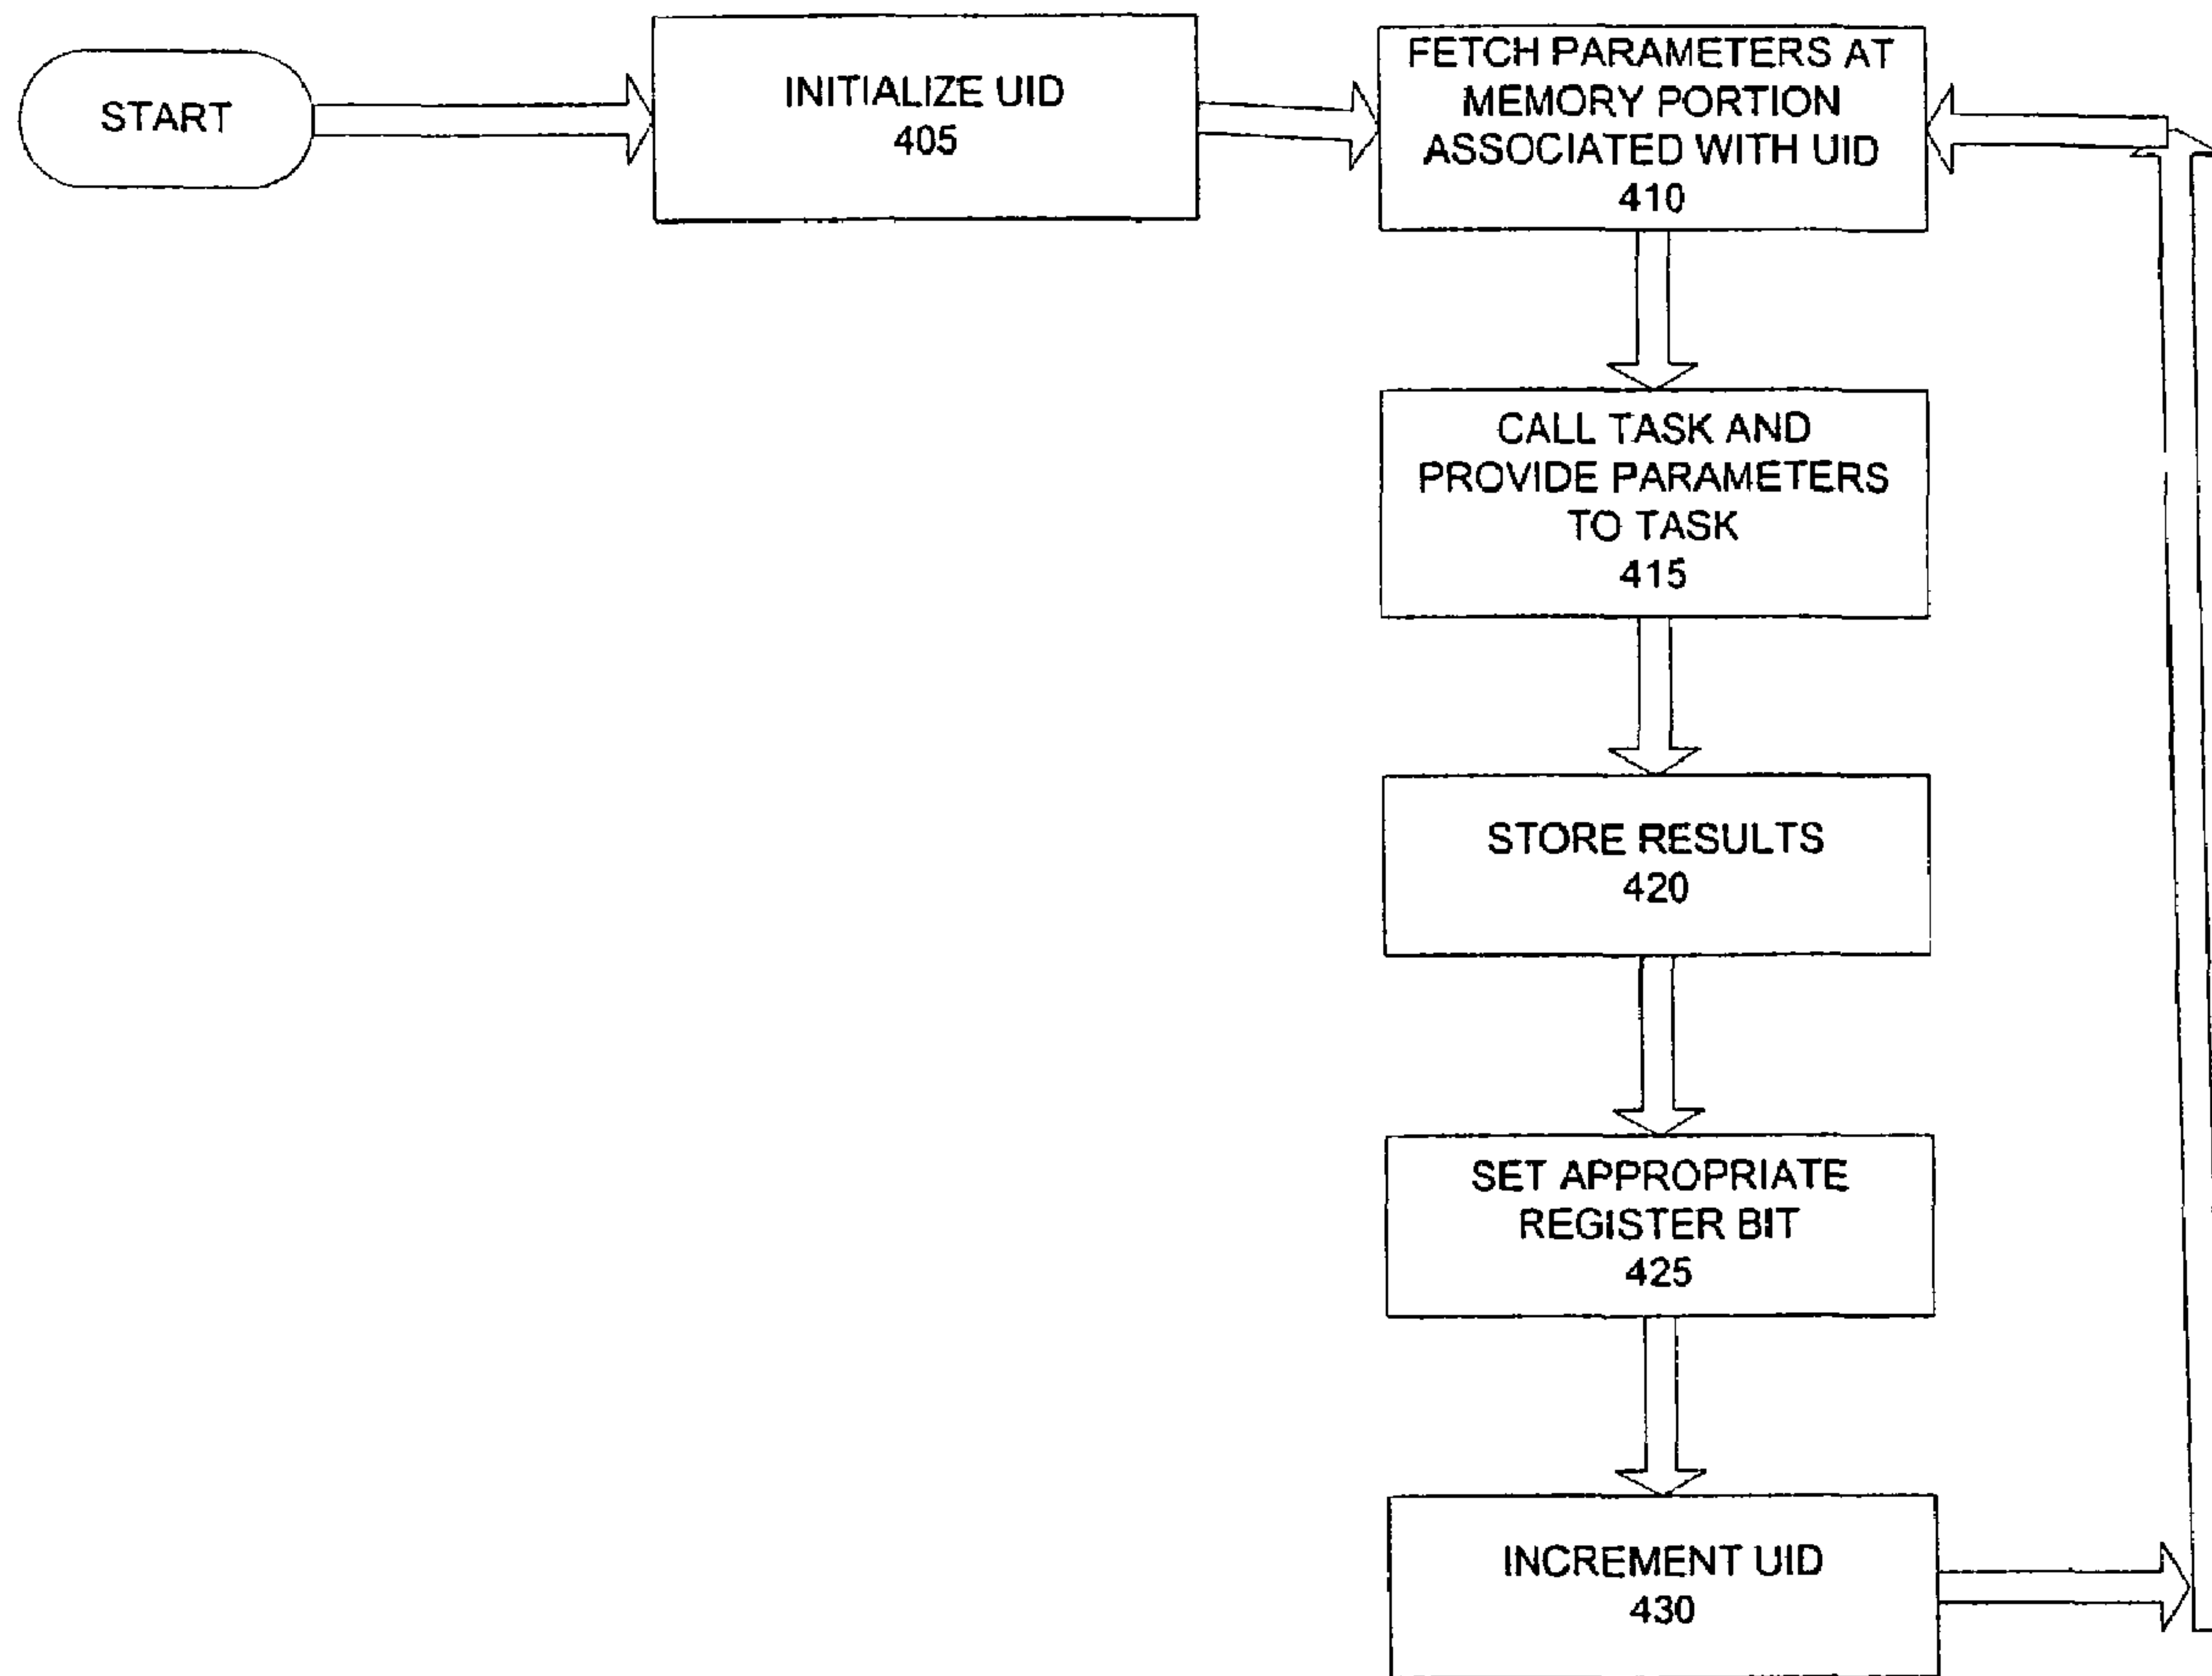 START
INITIALIZE UID
405
FETCH PARAMETERS AT
MEMORY PORTION
ASSOCIATED WITH UID
410
CALL TASK AND
PROVIDE PARAMETERS
TO TASK
415
STORE RESULTS
420
SET APPROPRIATE
REGISTER BIT
425
INCREMENT UID
430